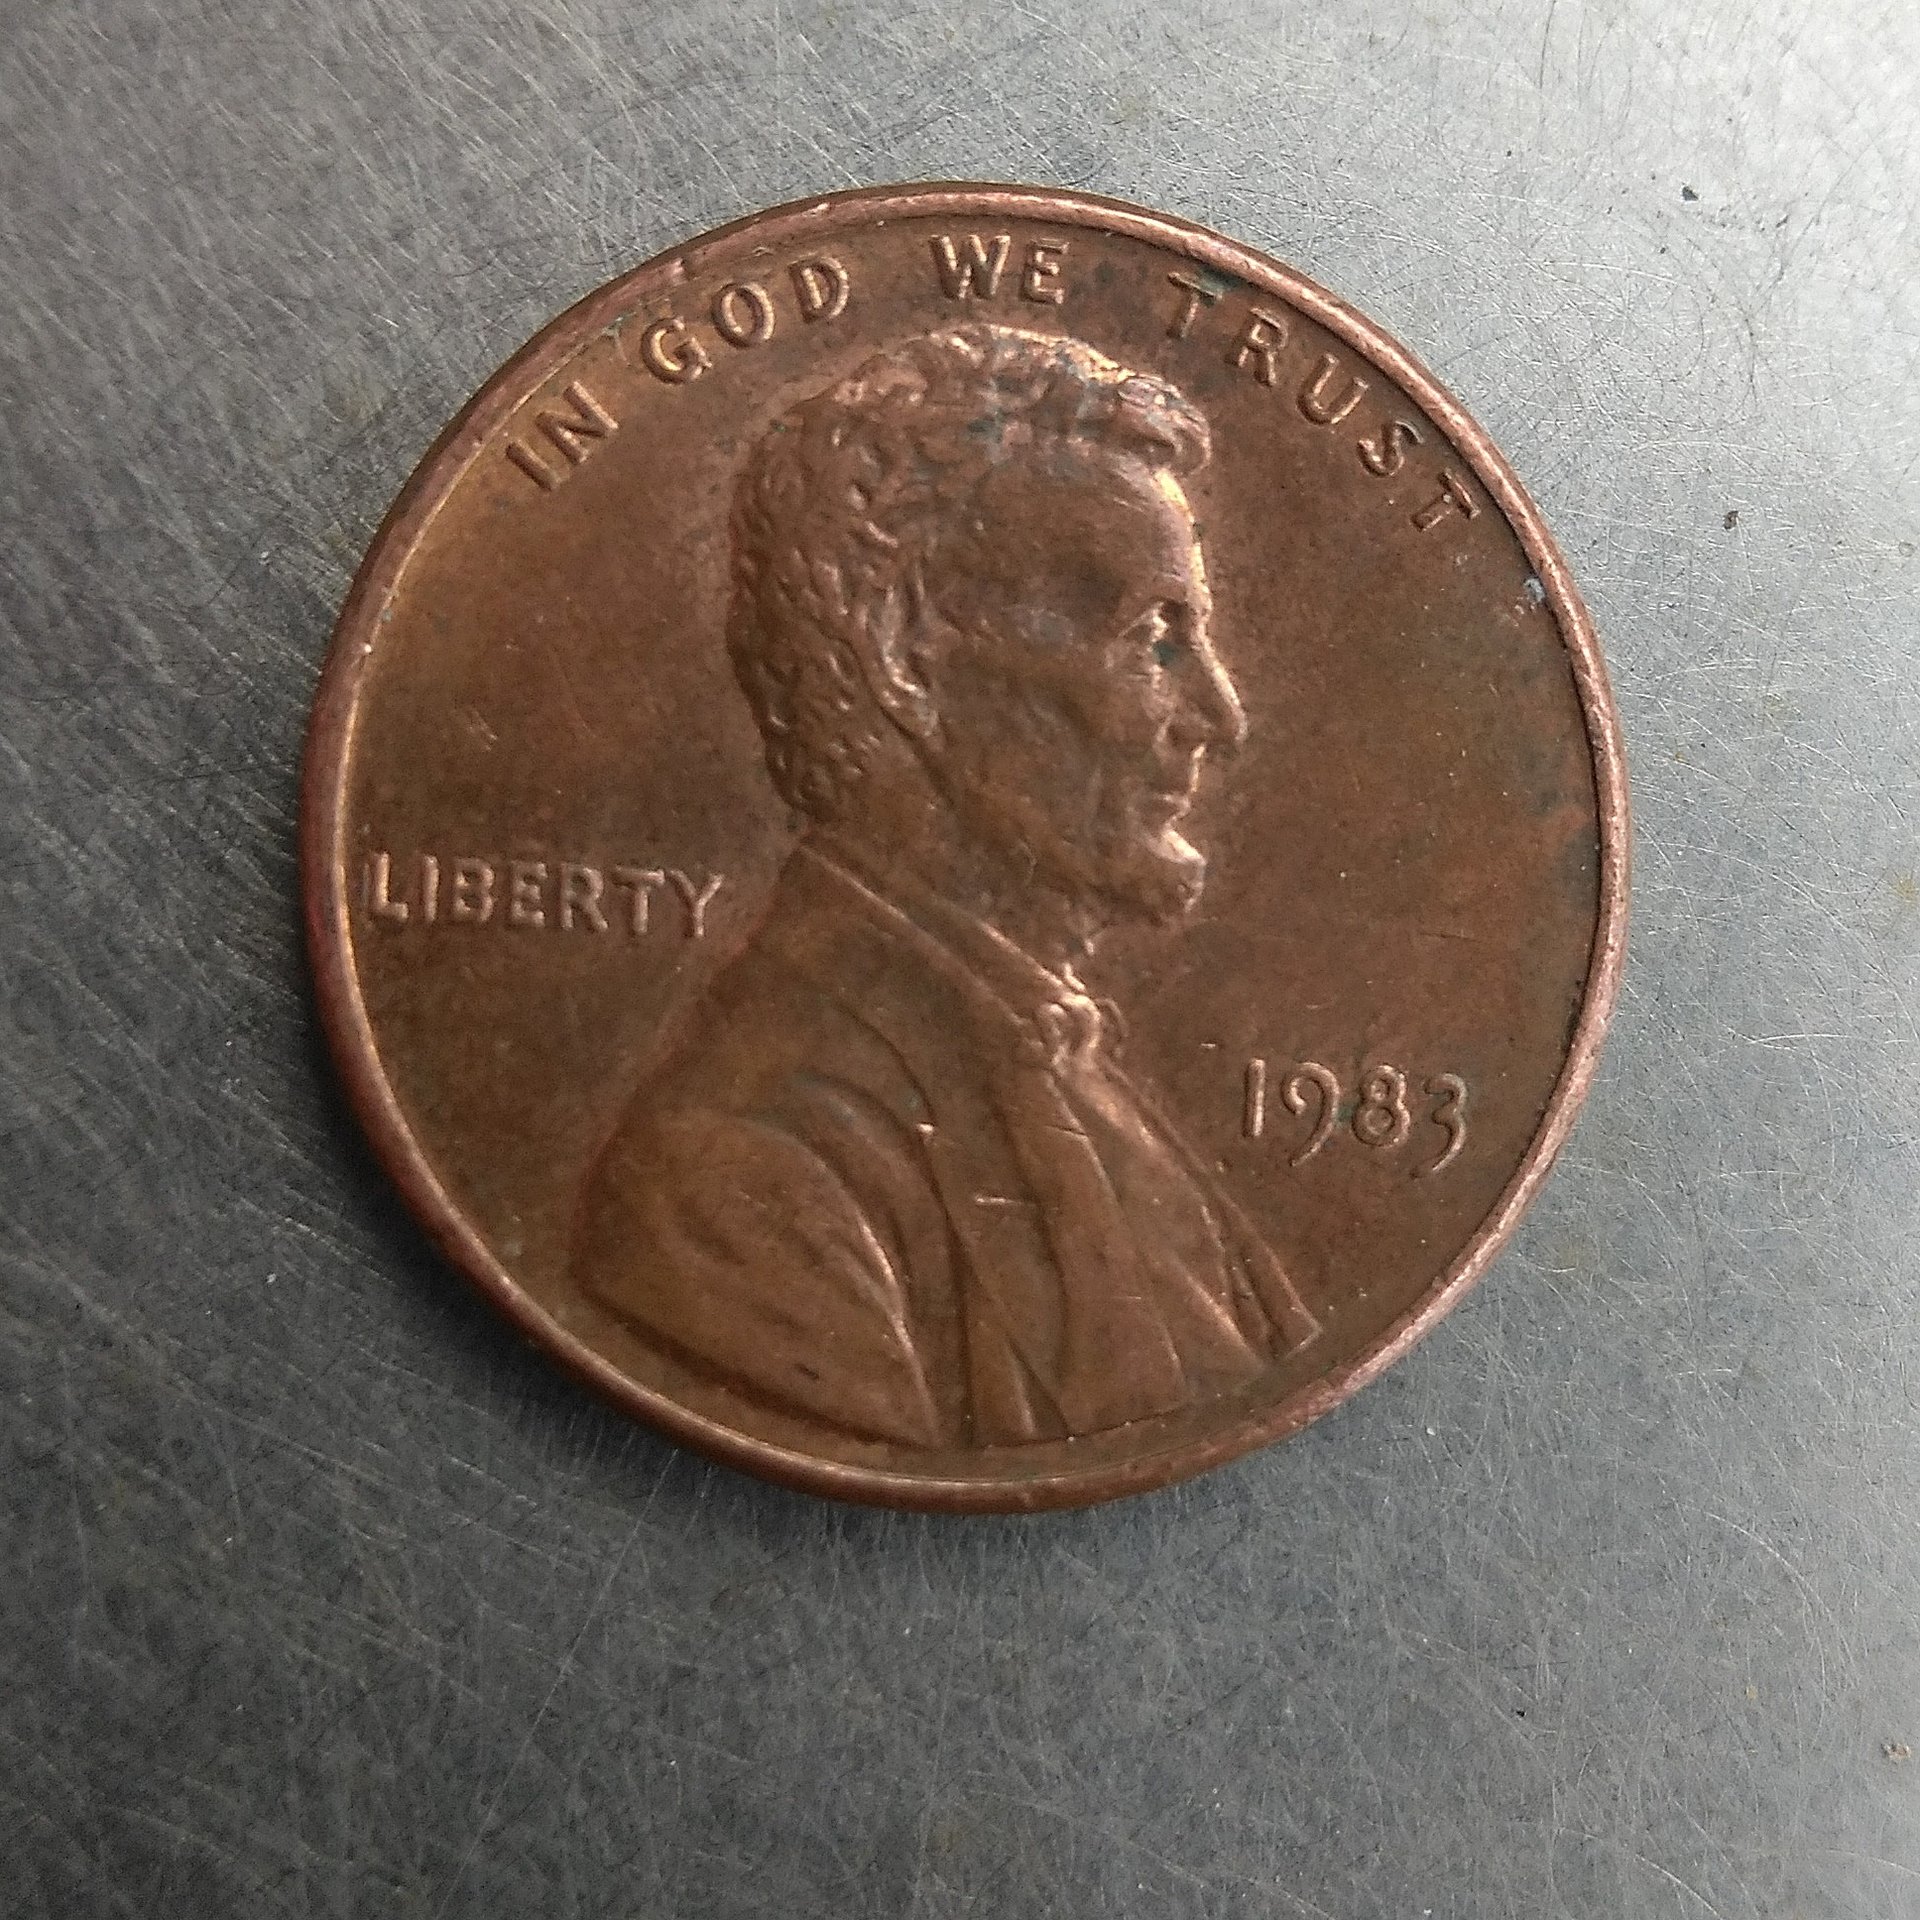 IN GOD WE TRUST
LIBERTY
1983